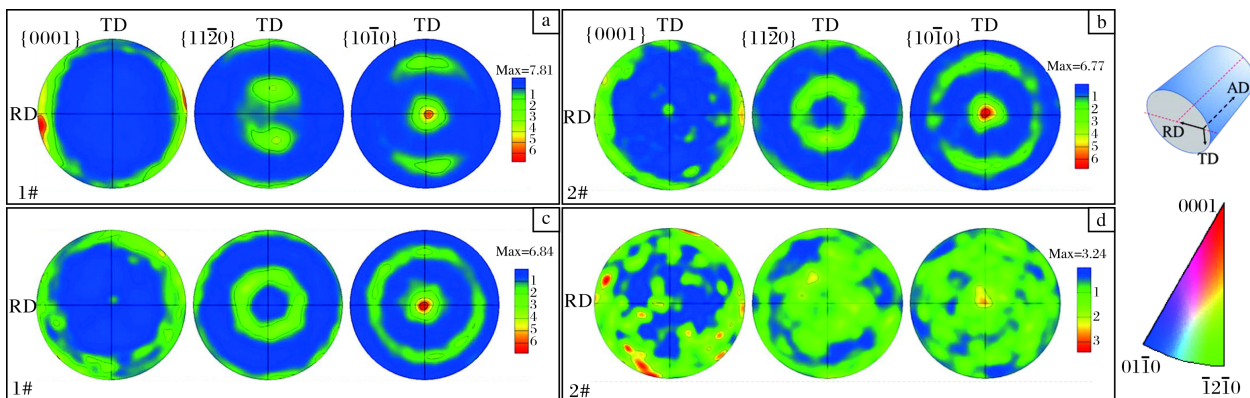 TD TD TD a
{0001} {11$\bar{2}$0} {10$\bar{1}$0}
Max=7.81
1
2
3
4
5
6
RD
1#
TD TD TD b
{0001} {11$\bar{2}$0} {10$\bar{1}$0}
Max=6.77
1
2
3
4
5
6
RD
2#
c
Max=6.84
1
2
3
4
5
6
RD
1#
d
Max=3.24
1
2
3
RD
2#
AD
RD
TD
0001
01$\bar{1}$0
$\bar{1}$2$\bar{1}$0